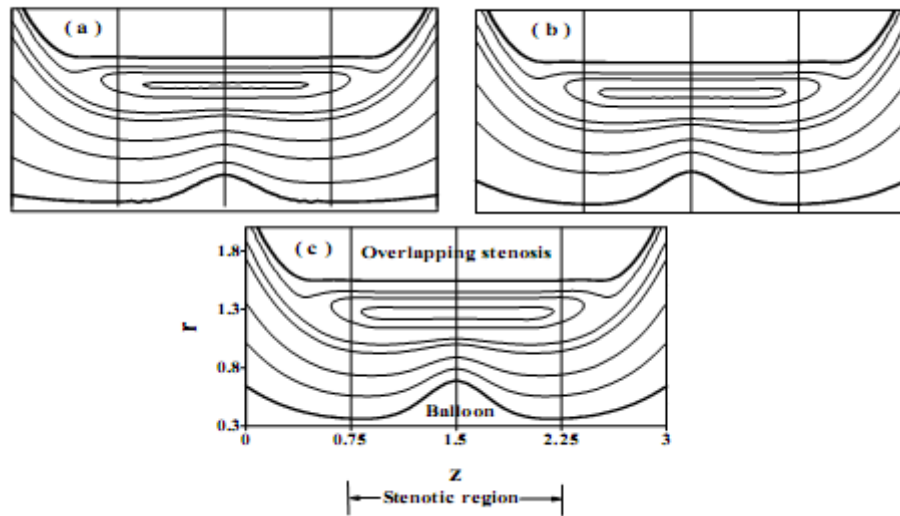 ( a )
( b )
( c )
Overlapping stenosis
1.8
1.3
r
0.8
Balloon
0.3
0 0.75 1.5 2.25 3
z
Stenotic region